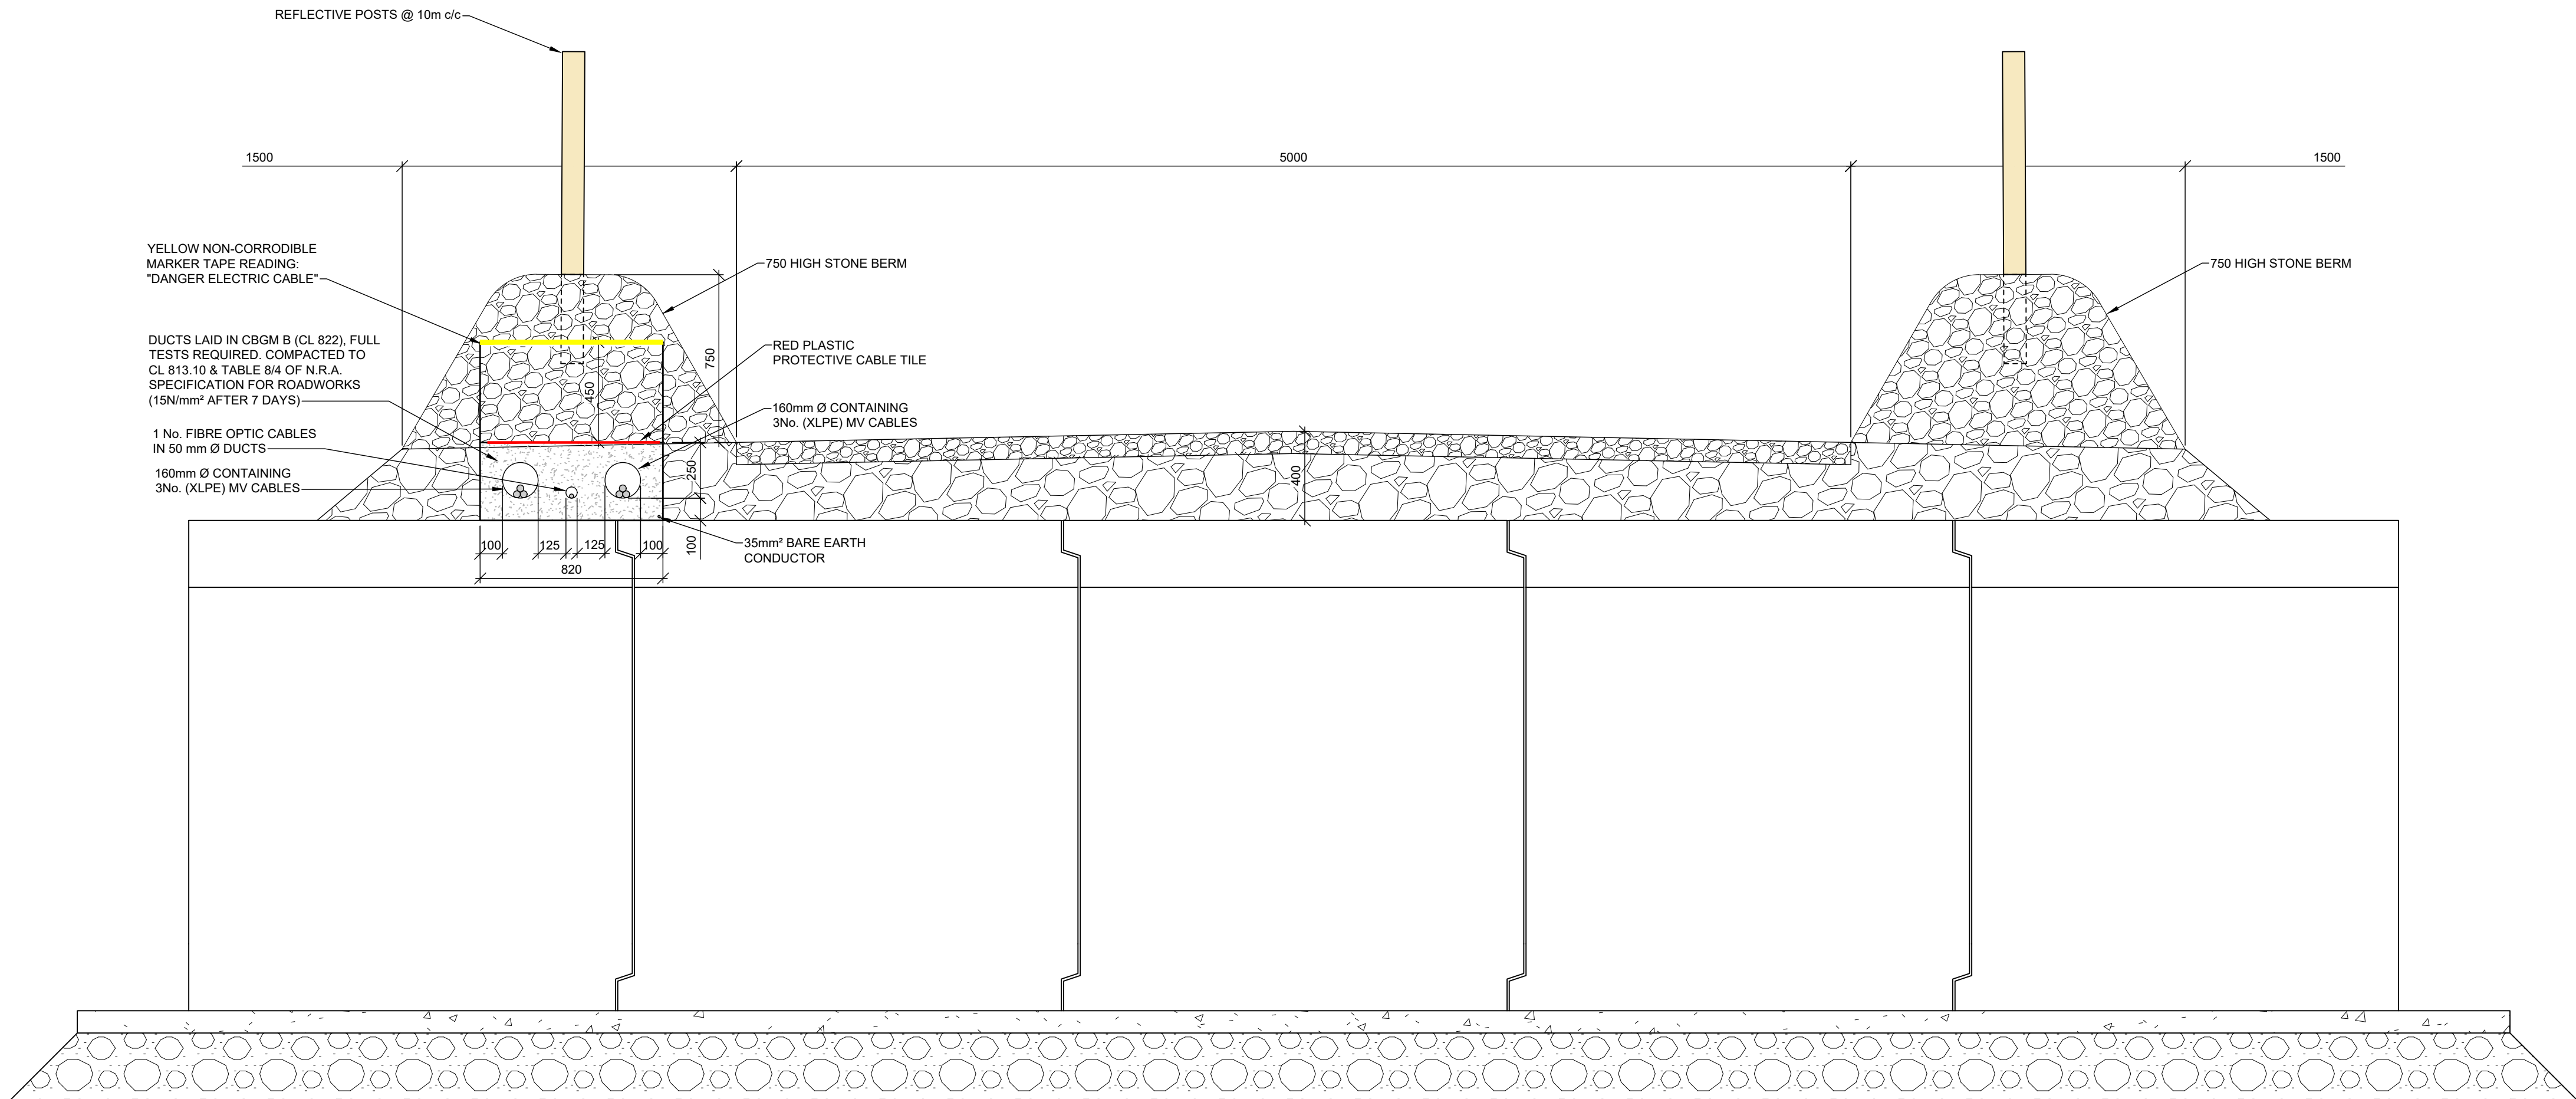 REFLECTIVE POSTS @ 10m c/c
1500
5000
1500
YELLOW NON-CORRODIBLE
MARKER TAPE READING:
"DANGER ELECTRIC CABLE"
750 HIGH STONE BERM
750 HIGH STONE BERM
DUCTS LAID IN CBGM B (CL 822), FULL
TESTS REQUIRED. COMPACTED TO
CL 813.10 & TABLE 8/4 OF N.R.A.
SPECIFICATION FOR ROADWORKS
(15N/mm² AFTER 7 DAYS)
RED PLASTIC
PROTECTIVE CABLE TILE
750
450
160mm Ø CONTAINING
3No. (XLPE) MV CABLES
1 No. FIBRE OPTIC CABLES
IN 50 mm Ø DUCTS
160mm Ø CONTAINING
3No. (XLPE) MV CABLES
250
400
100
125
125
100
100
820
35mm² BARE EARTH
CONDUCTOR